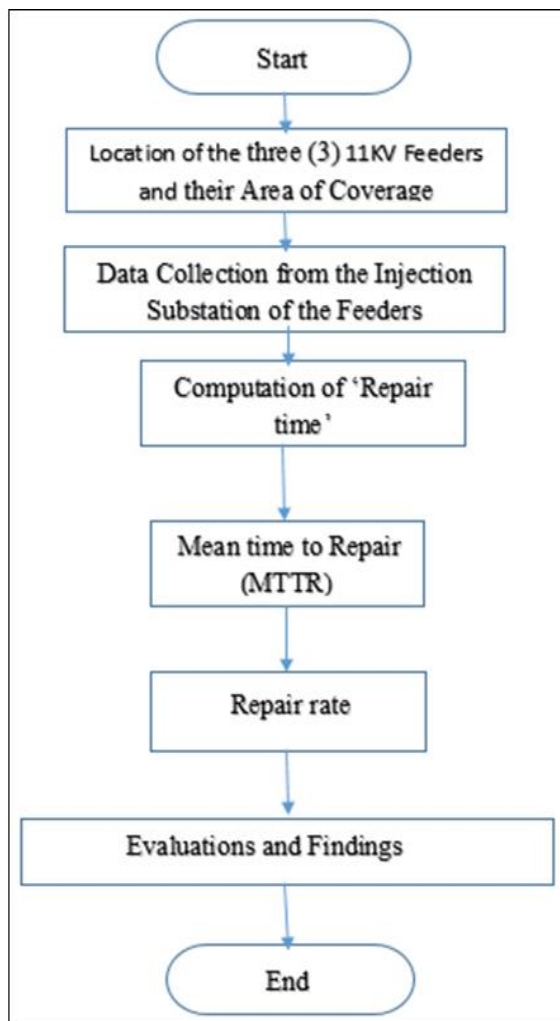 Start
Location of the three (3) 11KV Feeders
and their Area of Coverage
Data Collection from the Injection
Substation of the Feeders
Computation of ‘Repair
time’
Mean time to Repair
(MTTR)
Repair rate
Evaluations and Findings
End